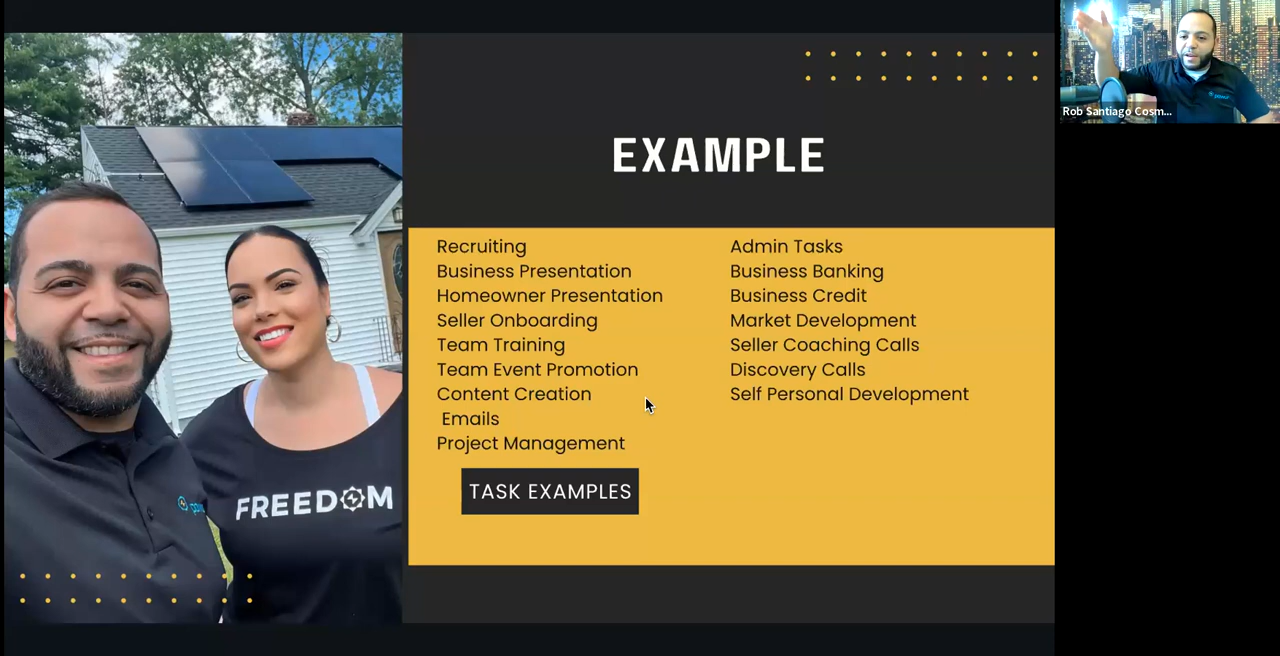 EXAMPLE
Recruiting
Business Presentation
Homeowner Presentation
Seller Onboarding
Team Training
Team Event Promotion
Content Creation
Emails
Project Management
Admin Tasks
Business Banking
Business Credit
Market Development
Seller Coaching Calls
Discovery Calls
Self Personal Development
TASK EXAMPLES
FREEDOM
Rob Santiago Cosm...